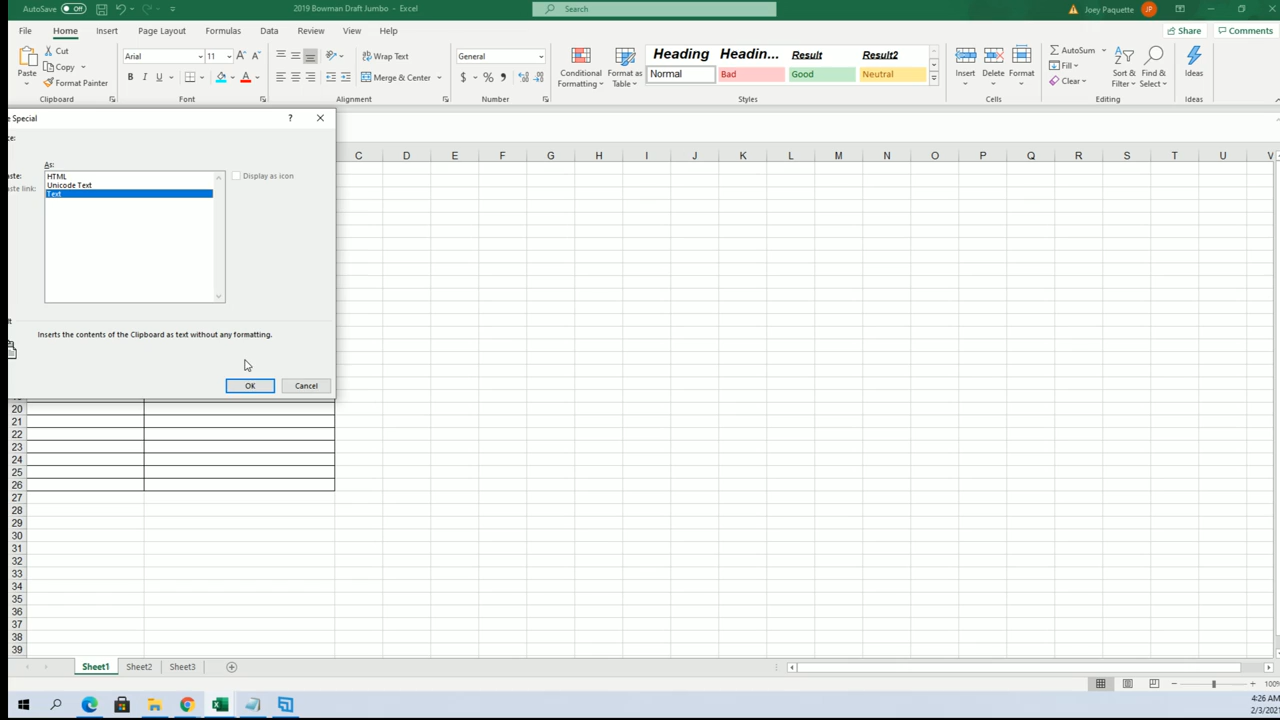 AutoSave Off 2019 Bowman Draft Jumbo - Excel Search Joey Paquette JP
File Home Insert Page Layout Formulas Data Review View Help Share Comments
Paste Cut Copy Format Painter Clipboard
Arial 11 B I U A Font
Wrap Text Merge & Center Alignment
General $ % Number
Conditional Formatting Format as Table
Heading Headin... Result Result2
Normal Bad Good Neutral
Styles
Insert Delete Format Cells
AutoSum Fill Clear Sort & Filter Find & Select Editing
Ideas Ideas
e Special ?
ce:
As:
aste: HTML
aste link: Unicode Text
Text
Display as icon
lt
Inserts the contents of the Clipboard as text without any formatting.
OK Cancel
C D E F G H I J K L M N O P Q R S T U V
20
21
22
23
24
25
26
27
28
29
30
31
32
33
34
35
36
37
38
39
Sheet1 Sheet2 Sheet3
100%
4:26 AM
2/3/202